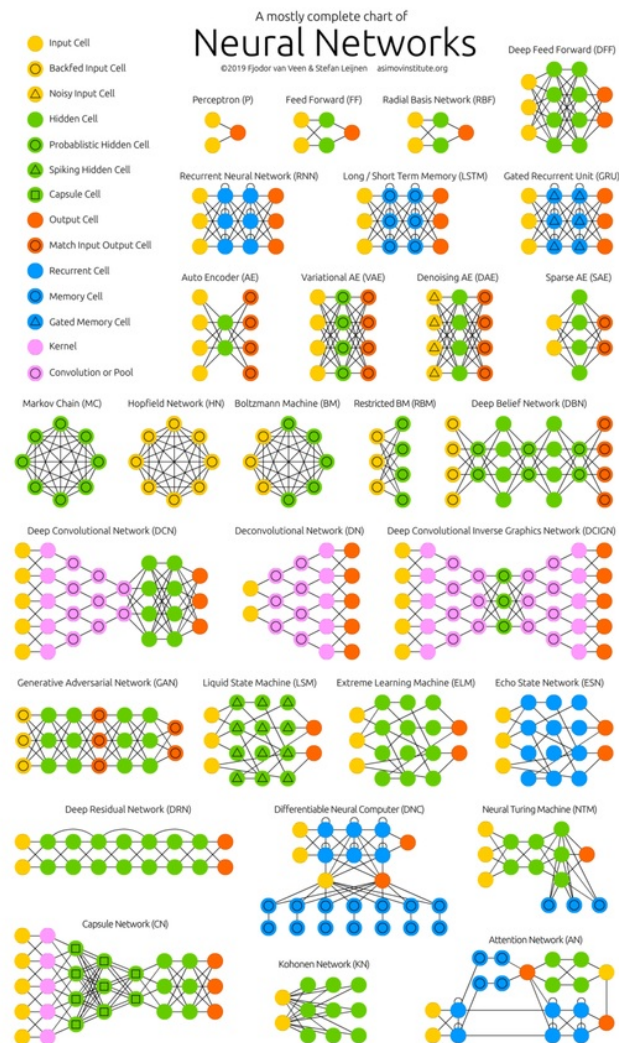 A mostly complete chart of
Neural Networks
©2019 Fjodor van Veen & Stefan Leijnen asimovinstitute.org
Input Cell
Backfed Input Cell
Noisy Input Cell
Hidden Cell
Probablistic Hidden Cell
Spiking Hidden Cell
Capsule Cell
Output Cell
Match Input Output Cell
Recurrent Cell
Memory Cell
Gated Memory Cell
Kernel
Convolution or Pool
Deep Feed Forward (DFF)
Perceptron (P) Feed Forward (FF) Radial Basis Network (RBF)
Recurrent Neural Network (RNN) Long / Short Term Memory (LSTM) Gated Recurrent Unit (GRU)
Auto Encoder (AE) Variational AE (VAE) Denoising AE (DAE) Sparse AE (SAE)
Markov Chain (MC) Hopfield Network (HN) Boltzmann Machine (BM) Restricted BM (RBM) Deep Belief Network (DBN)
Deep Convolutional Network (DCN) Deconvolutional Network (DN) Deep Convolutional Inverse Graphics Network (DCIGN)
Generative Adversarial Network (GAN) Liquid State Machine (LSM) Extreme Learning Machine (ELM) Echo State Network (ESN)
Deep Residual Network (DRN) Differentiable Neural Computer (DNC) Neural Turing Machine (NTM)
Capsule Network (CN) Kohonen Network (KN) Attention Network (AN)